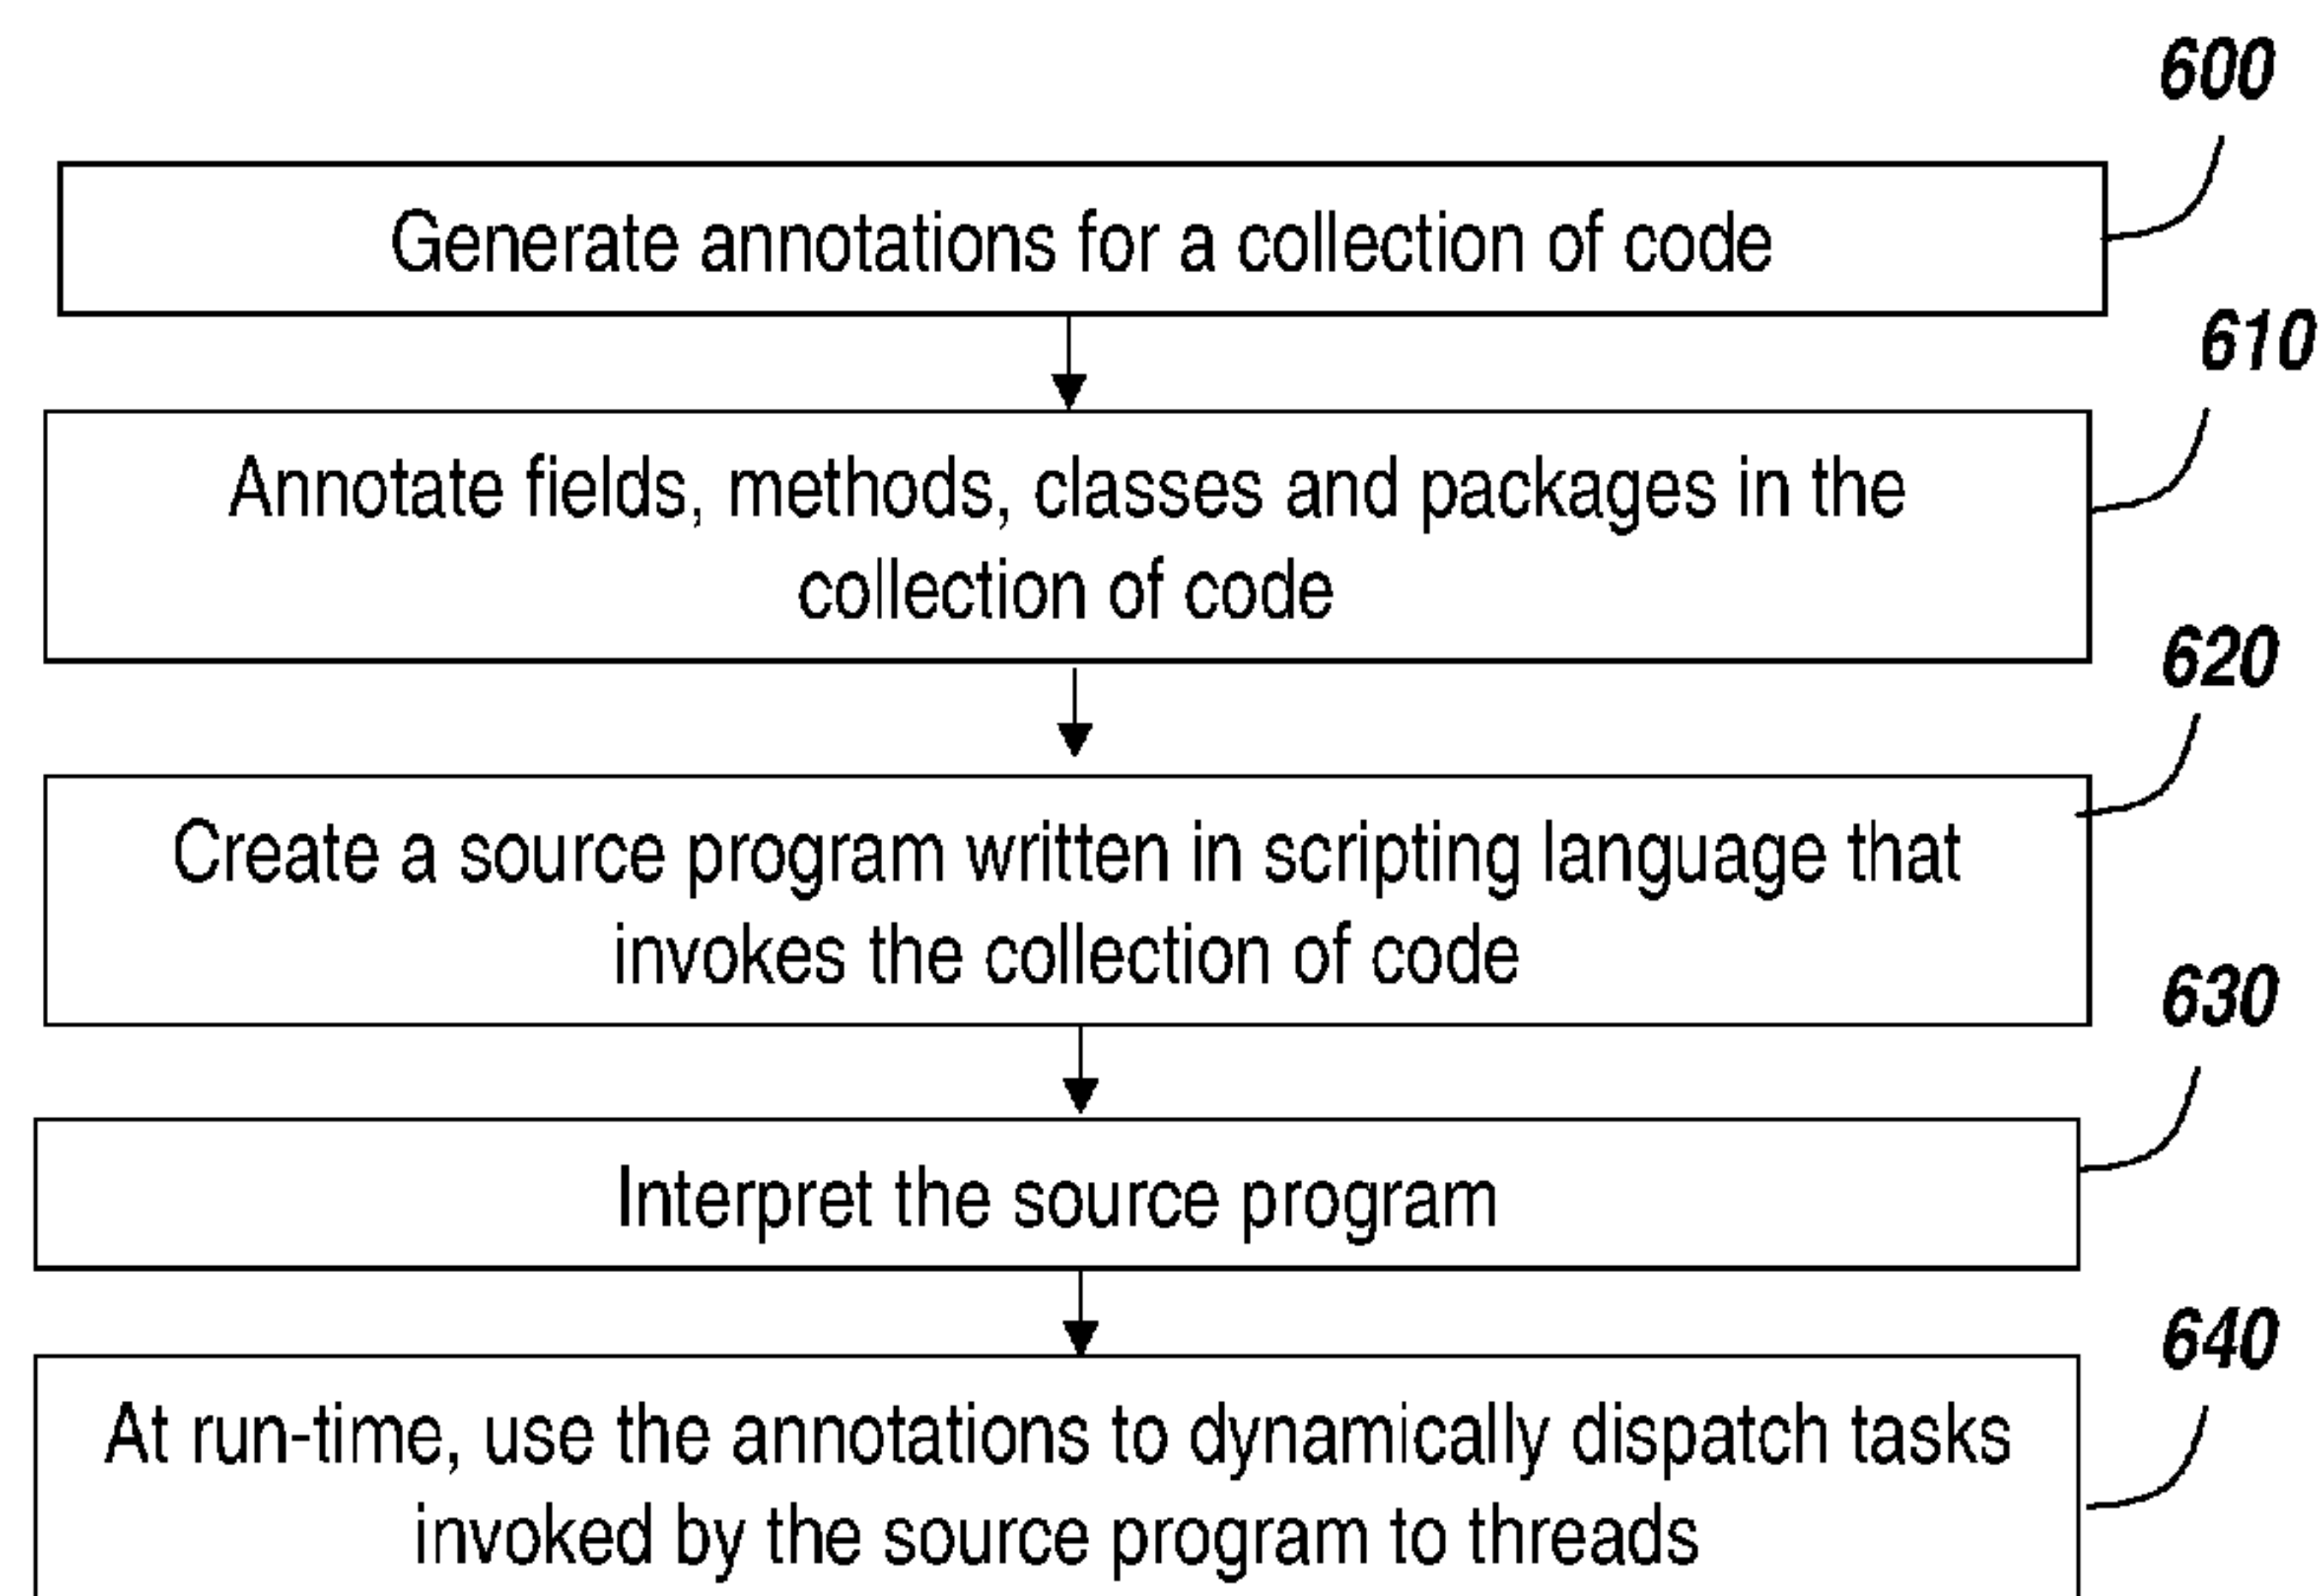 600
Generate annotations for a collection of code
610
Annotate fields, methods, classes and packages in the
collection of code
620
Create a source program written in scripting language that
invokes the collection of code
630
Interpret the source program
640
At run-time, use the annotations to dynamically dispatch tasks
invoked by the source program to threads